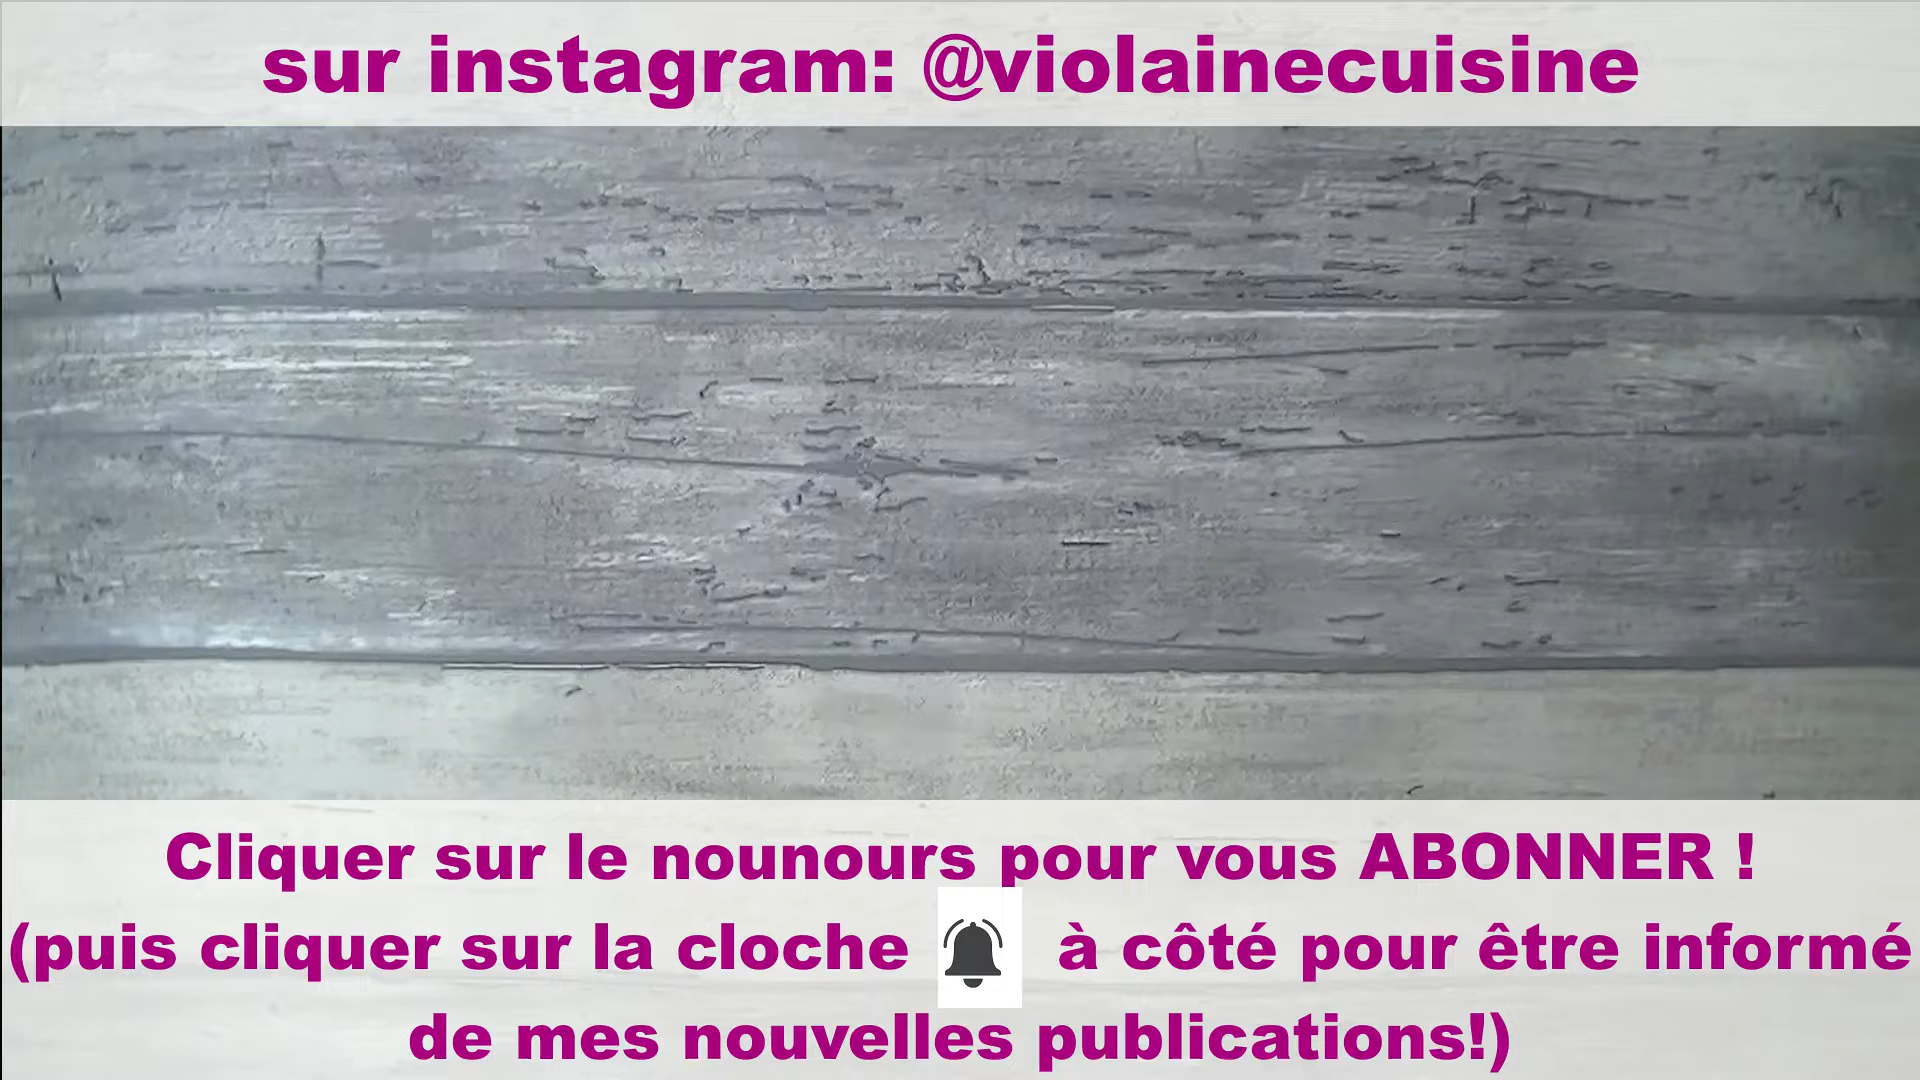 sur instagram: @violainecuisine
Cliquer sur le nounours pour vous ABONNER !
(puis cliquer sur la cloche à côté pour être informé
de mes nouvelles publications!)